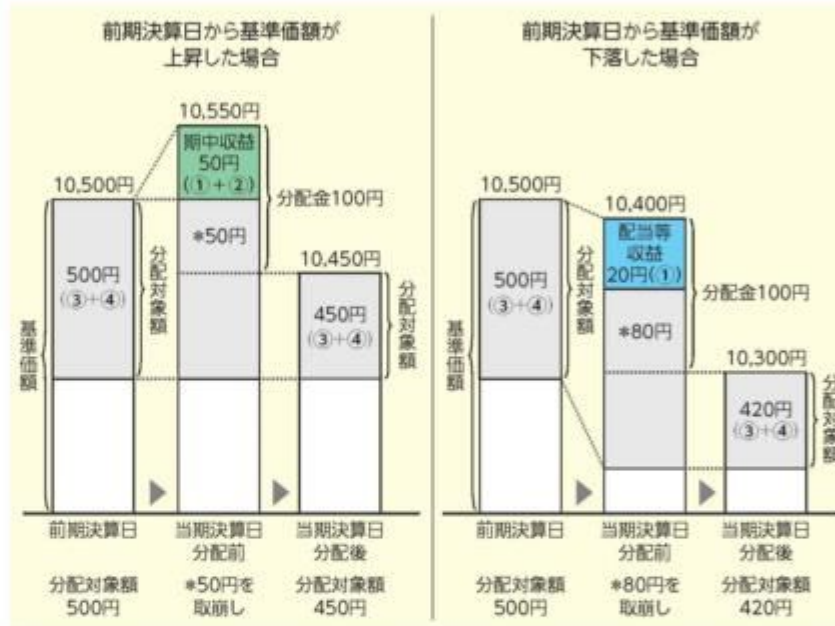 前期決算日から基準価額が
上昇した場合
10,550円
期中収益
50円
(①+②)
10,500円
分配金100円
*50円
10,450円
500円
(③+④)
分配対象額
450円
(③+④)
分配対象額
基準価額
前期決算日
当期決算日
分配前
当期決算日
分配後
分配対象額
500円
*50円を
取崩し
分配対象額
450円
前期決算日から基準価額が
下落した場合
10,500円
10,400円
配当等
収益
20円(①)
500円
(③+④)
分配対象額
分配金100円
*80円
10,300円
420円
(③+④)
分配対象額
基準価額
前期決算日
当期決算日
分配前
当期決算日
分配後
分配対象額
500円
*80円を
取崩し
分配対象額
420円